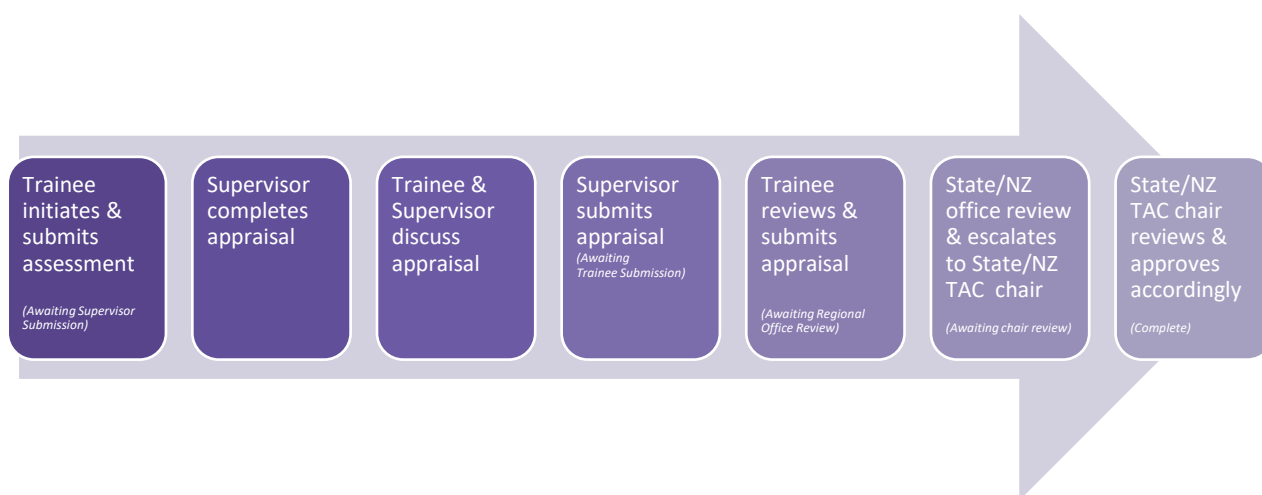 Trainee
initiates &
submits
assessment
(Awaiting Supervisor
Submission)
Supervisor
completes
appraisal
Trainee &
Supervisor
discuss
appraisal
Supervisor
submits
appraisal
(Awaiting
Trainee Submission)
Trainee
reviews &
submits
appraisal
(Awaiting Regional
Office Review)
State/NZ
office review
& escalates
to State/NZ
TAC chair
(Awaiting chair review)
State/NZ
TAC chair
reviews &
approves
accordingly
(Complete)